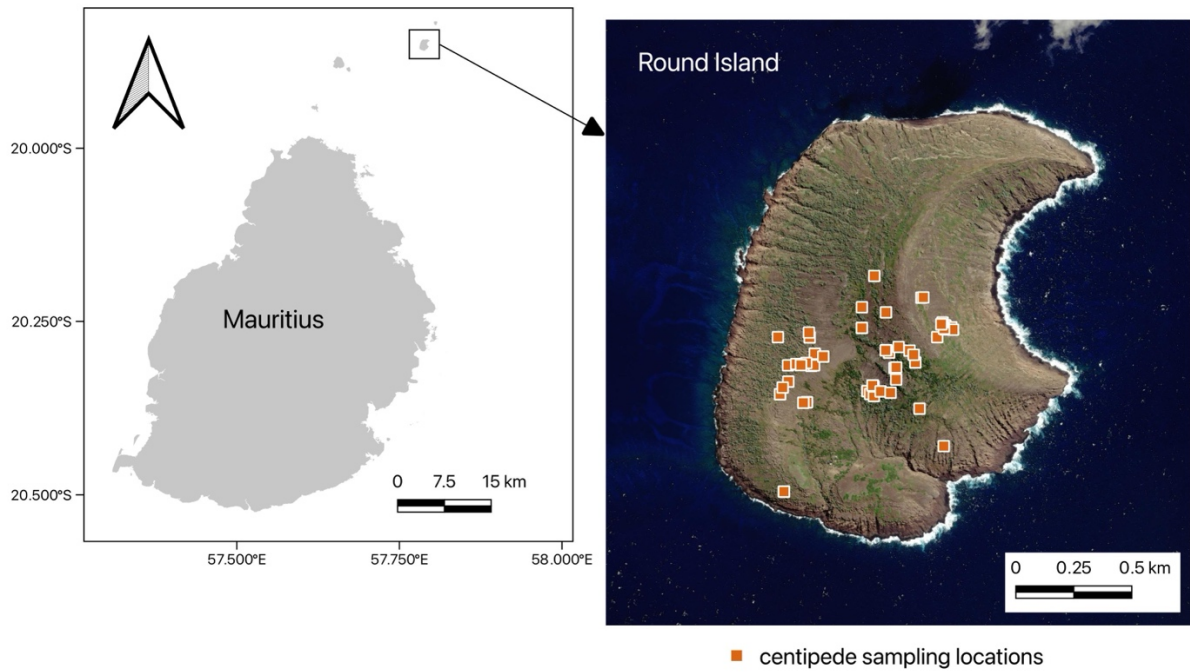 Round Island
20.000°S
Mauritius
20.250°S
0 7.5 15 km
20.500°S
57.500°E 57.750°E 58.000°E
0 0.25 0.5 km
centipede sampling locations